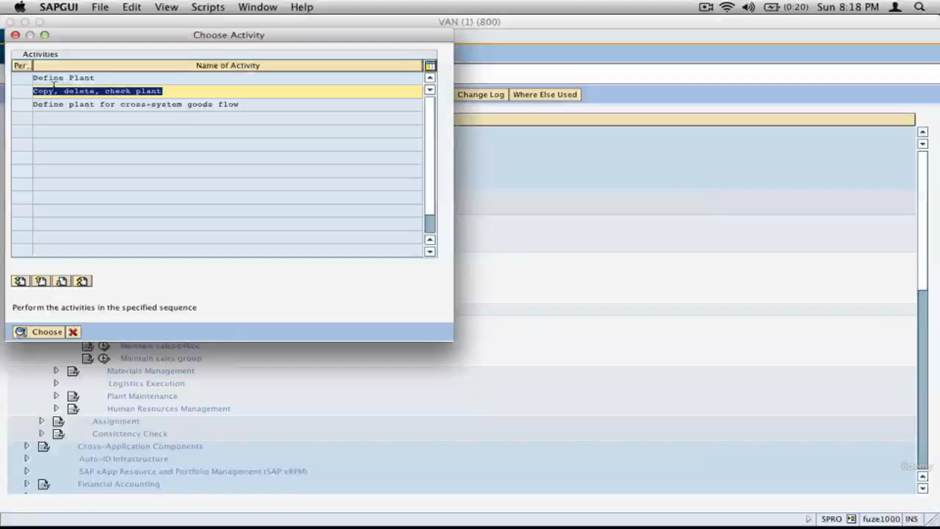 SAPGUI File Edit View Scripts Window Help (0:20) Sun 8:18 PM
VAN (1) (800)
Choose Activity
Activities
Per.. Name of Activity
Define Plant
Copy, delete, check plant
Define plant for cross-system goods flow
Change Log Where Else Used
Perform the activities in the specified sequence
Choose
Maintain sales office
Maintain sales group
Materials Management
Logistics Execution
Plant Maintenance
Human Resources Management
Assignment
Consistency Check
Cross-Application Components
Auto-ID Infrastructure
SAP xApp Resource and Portfolio Management (SAP xRPM)
Financial Accounting
Udemy
SPRO fuze1000 INS